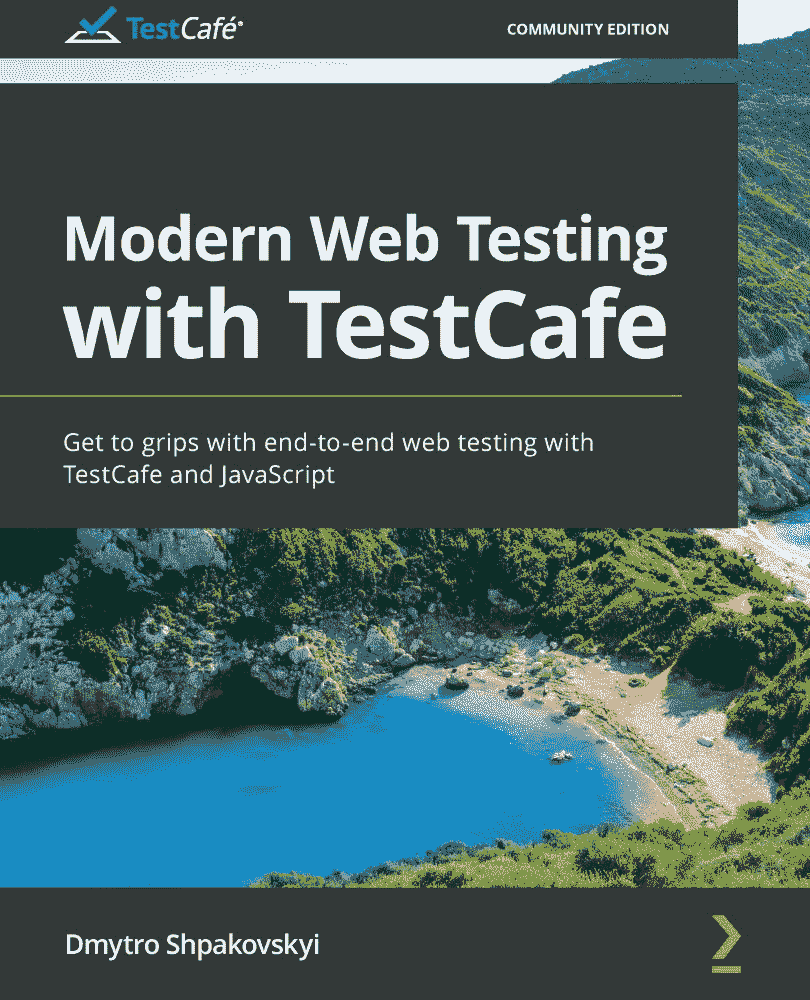 TestCafé®
COMMUNITY EDITION
Modern Web Testing
with TestCafe
Get to grips with end-to-end web testing with
TestCafe and JavaScript
Dmytro Shpakovskyi